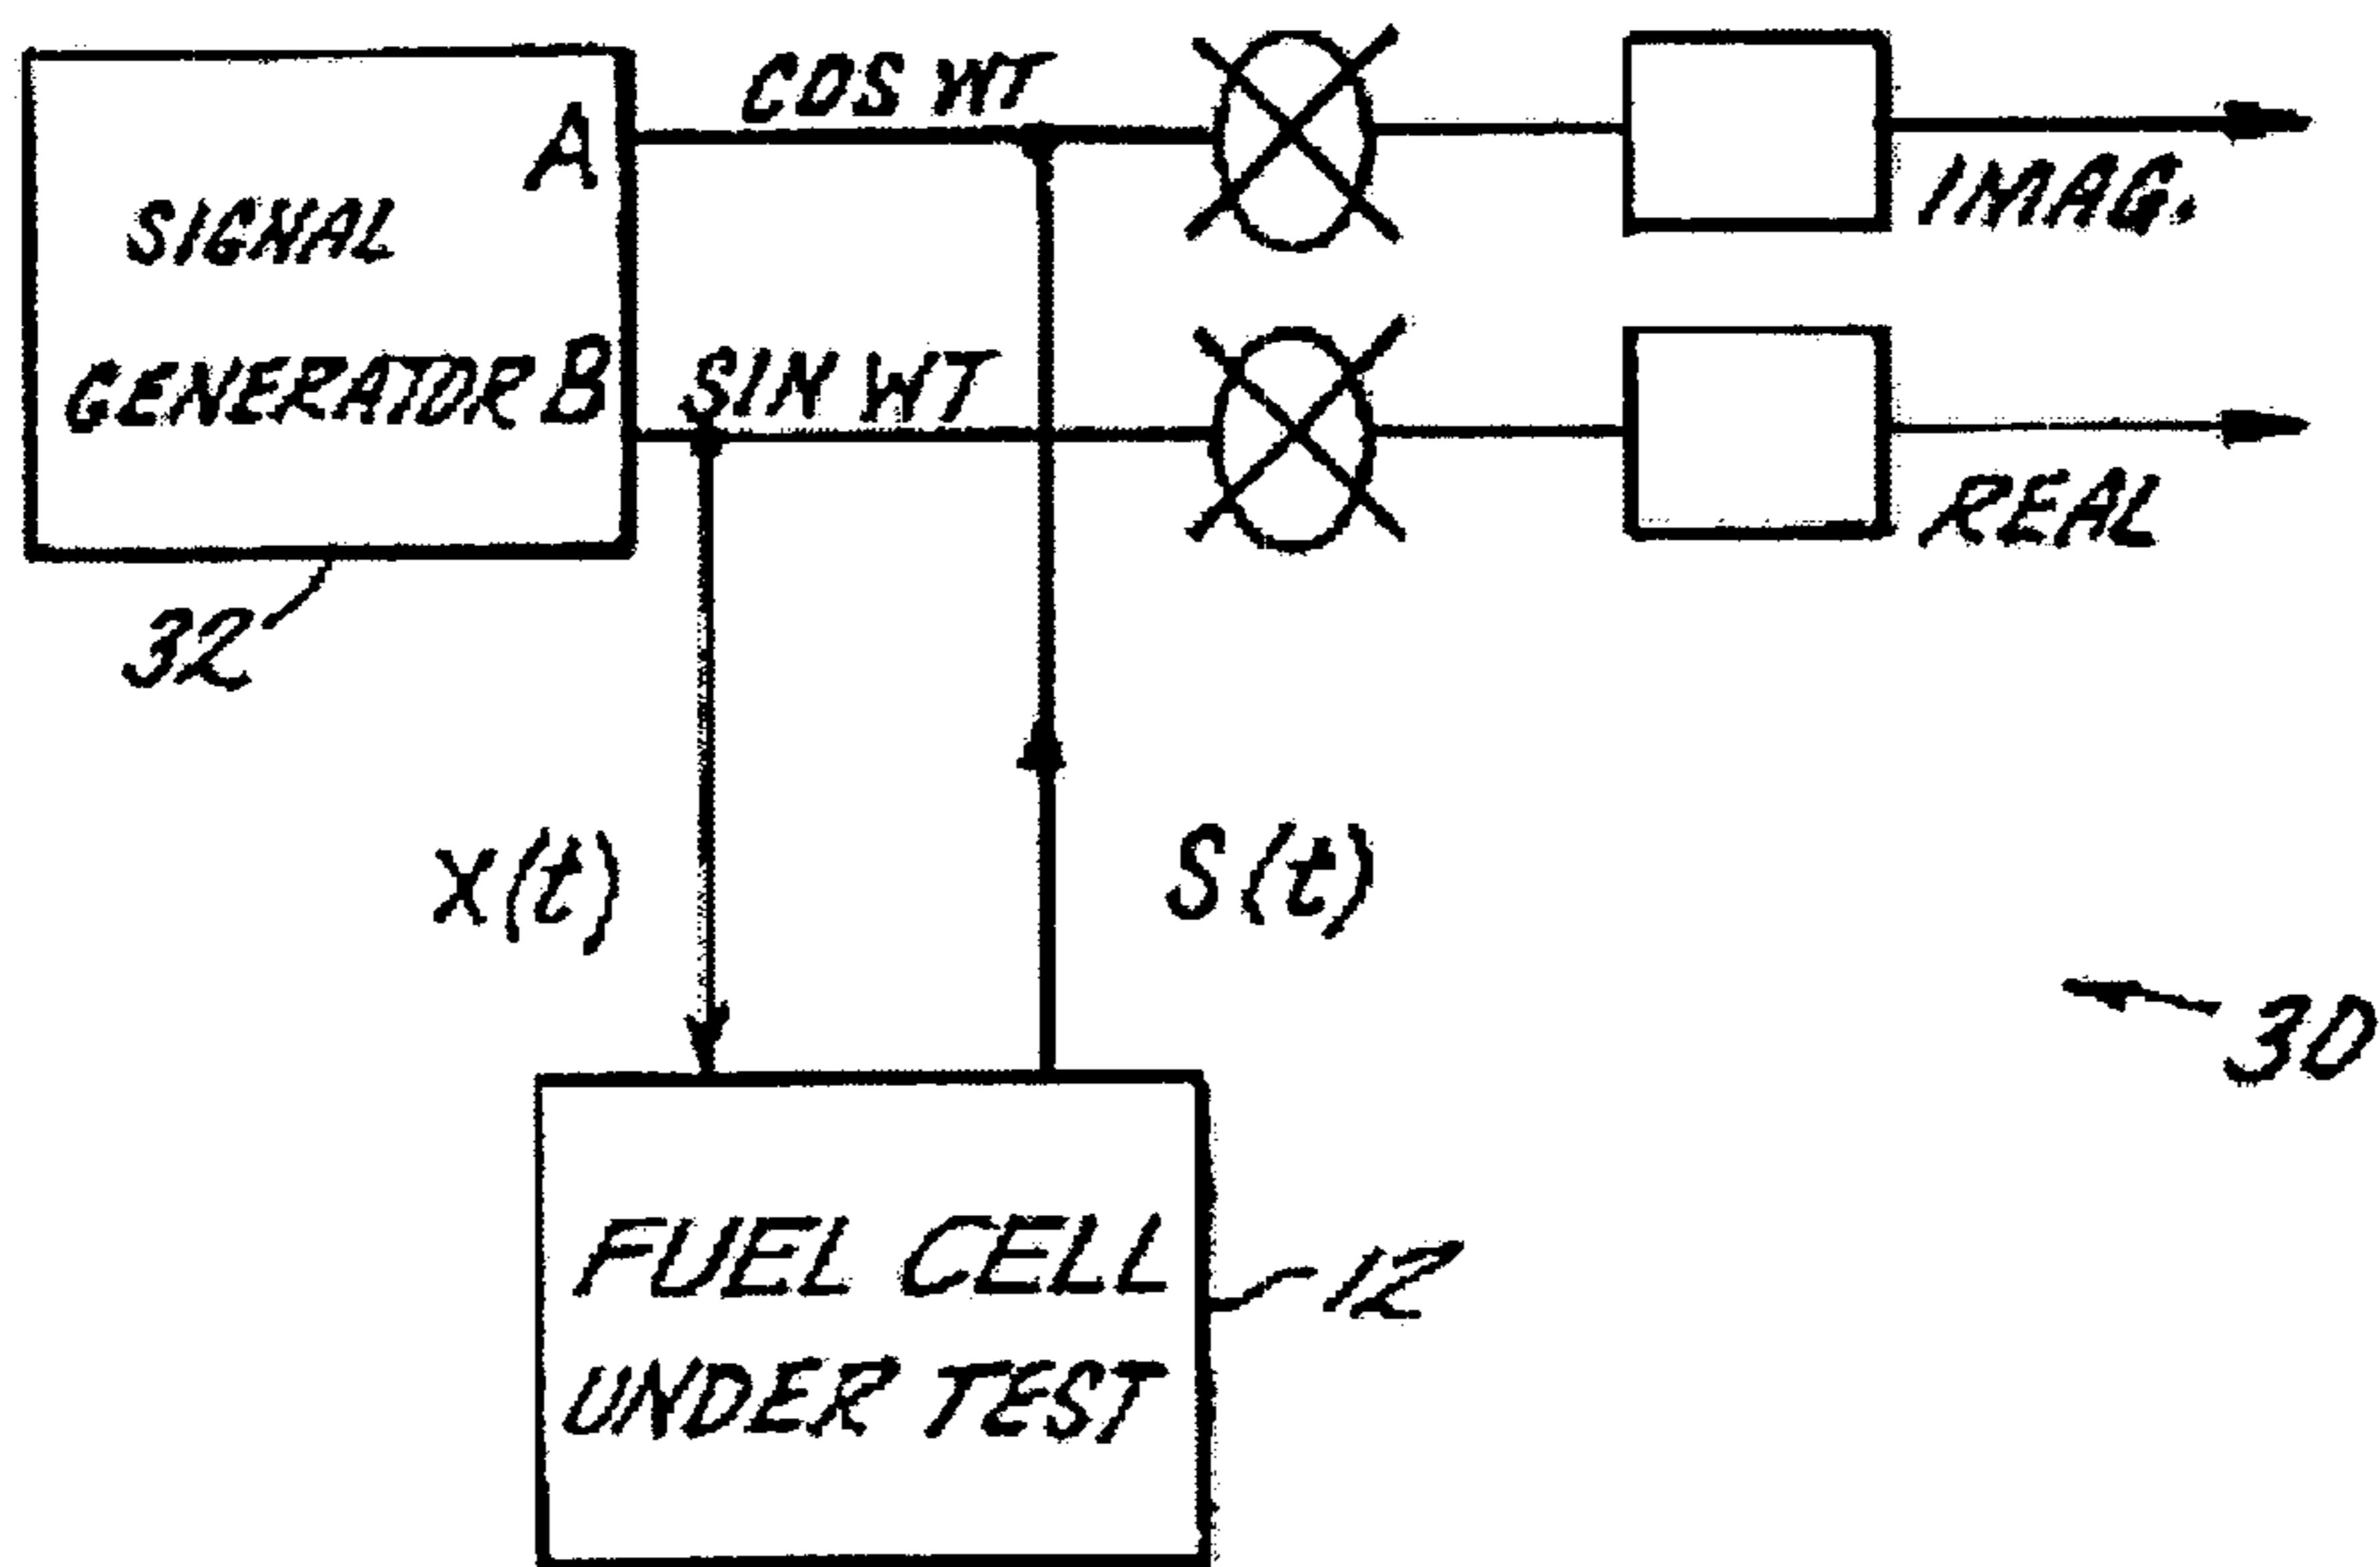 COS WT
A
SIGNAL
GENERATOR B
SIN WT
IMAG.
REAL
32
X(t)
S(t)
30
FUEL CELL
UNDER TEST
12